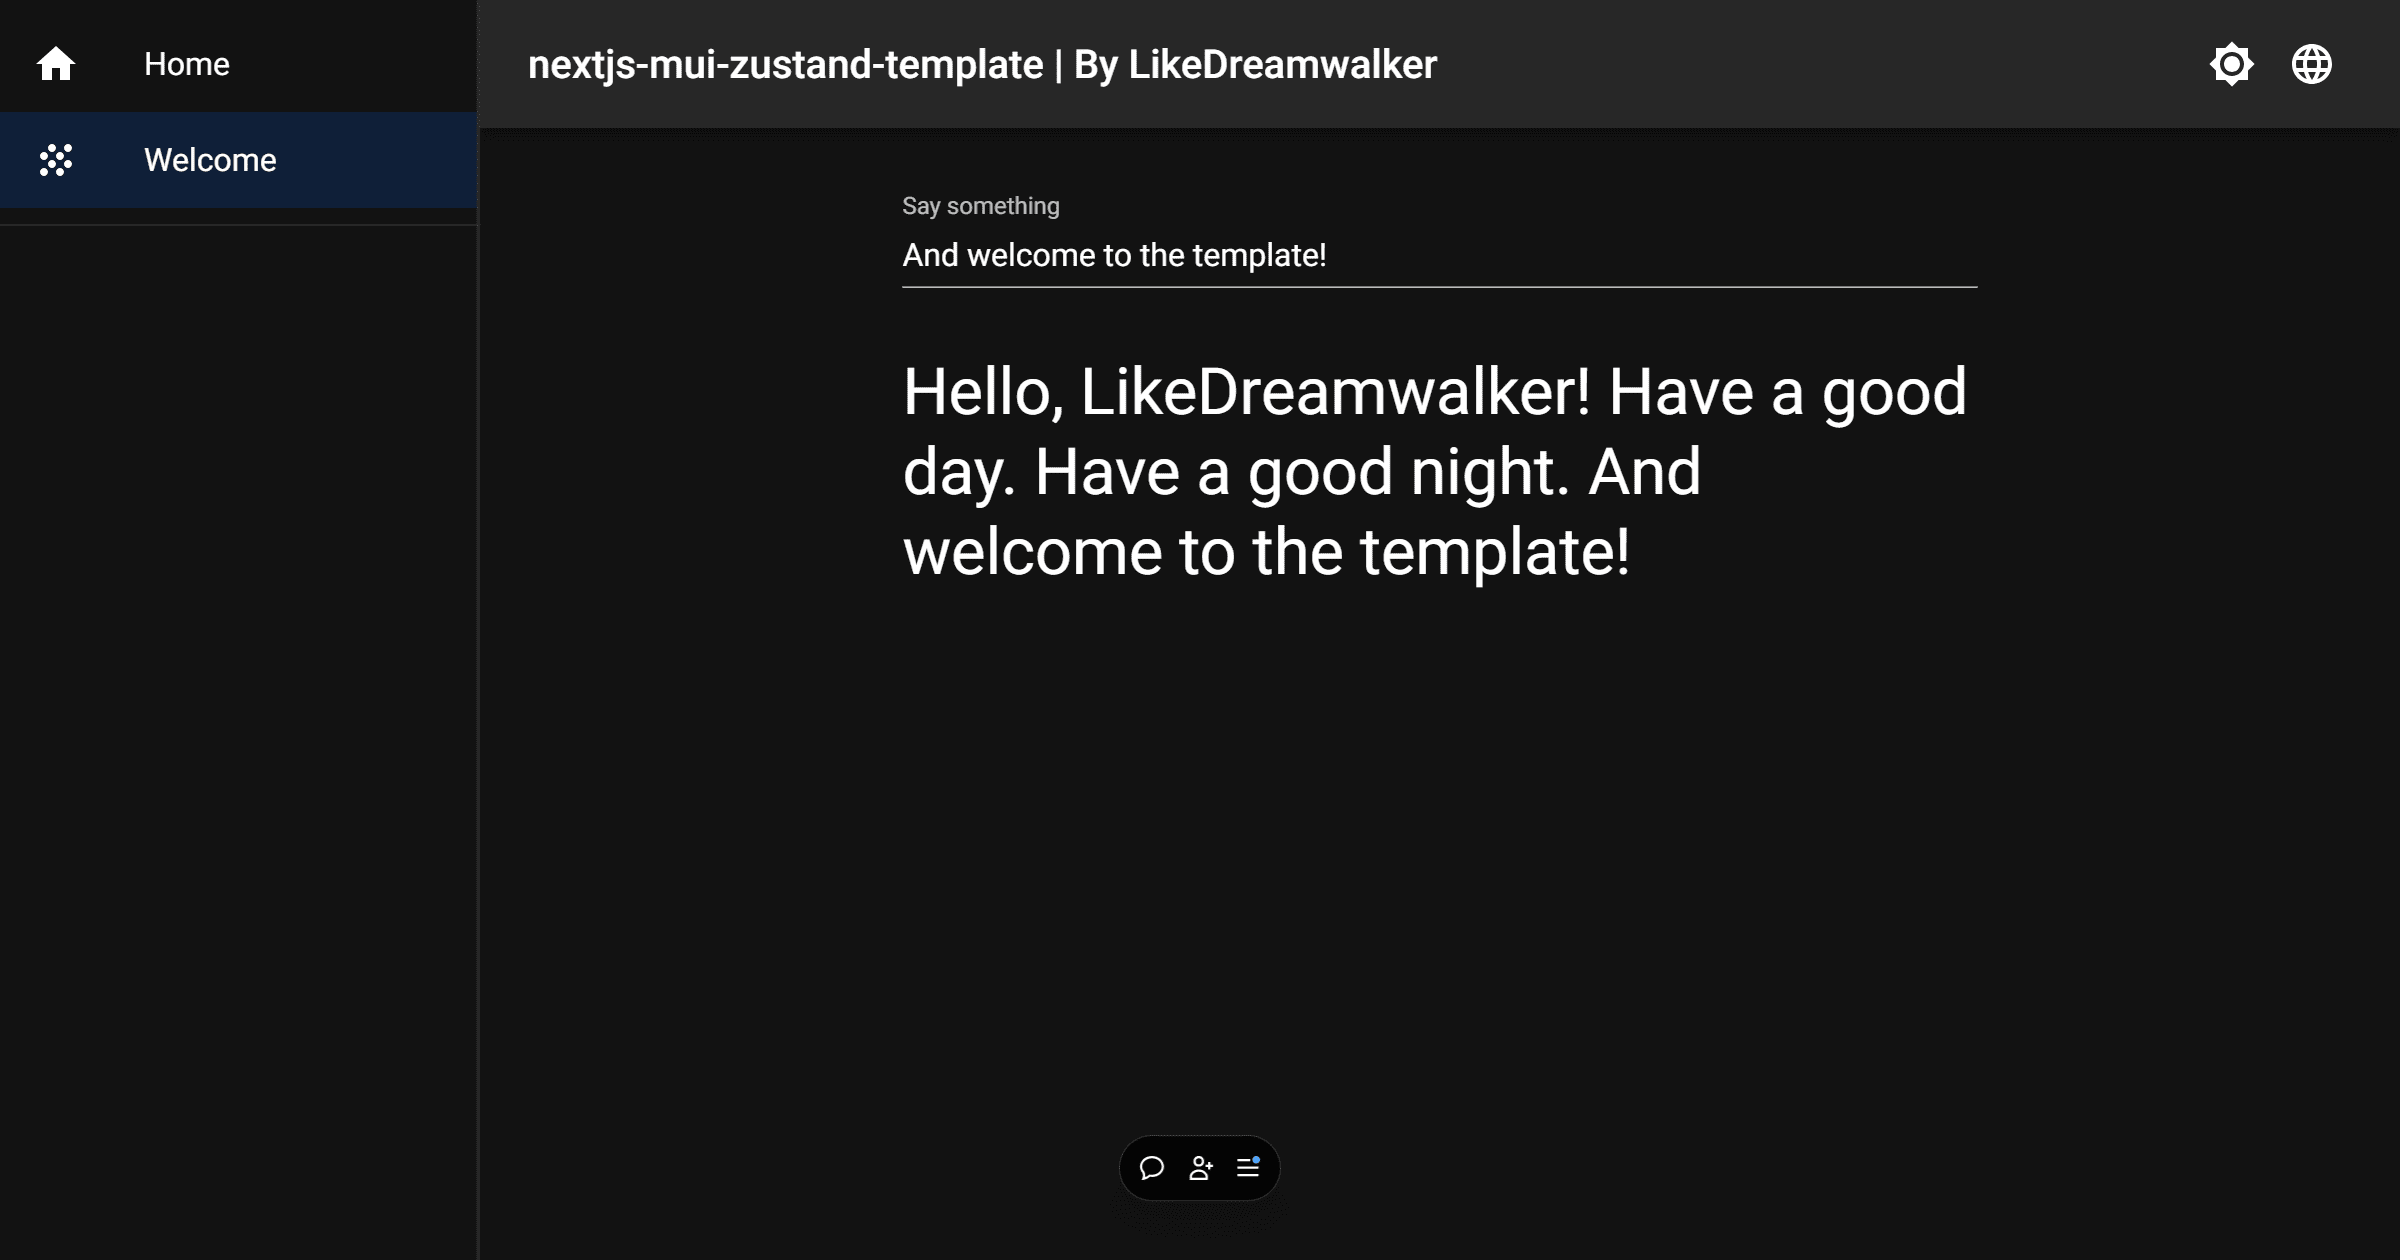 Home
nextjs-mui-zustand-template | By LikeDreamwalker
Welcome
Say something
And welcome to the template!
Hello, LikeDreamwalker! Have a good
day. Have a good night. And
welcome to the template!